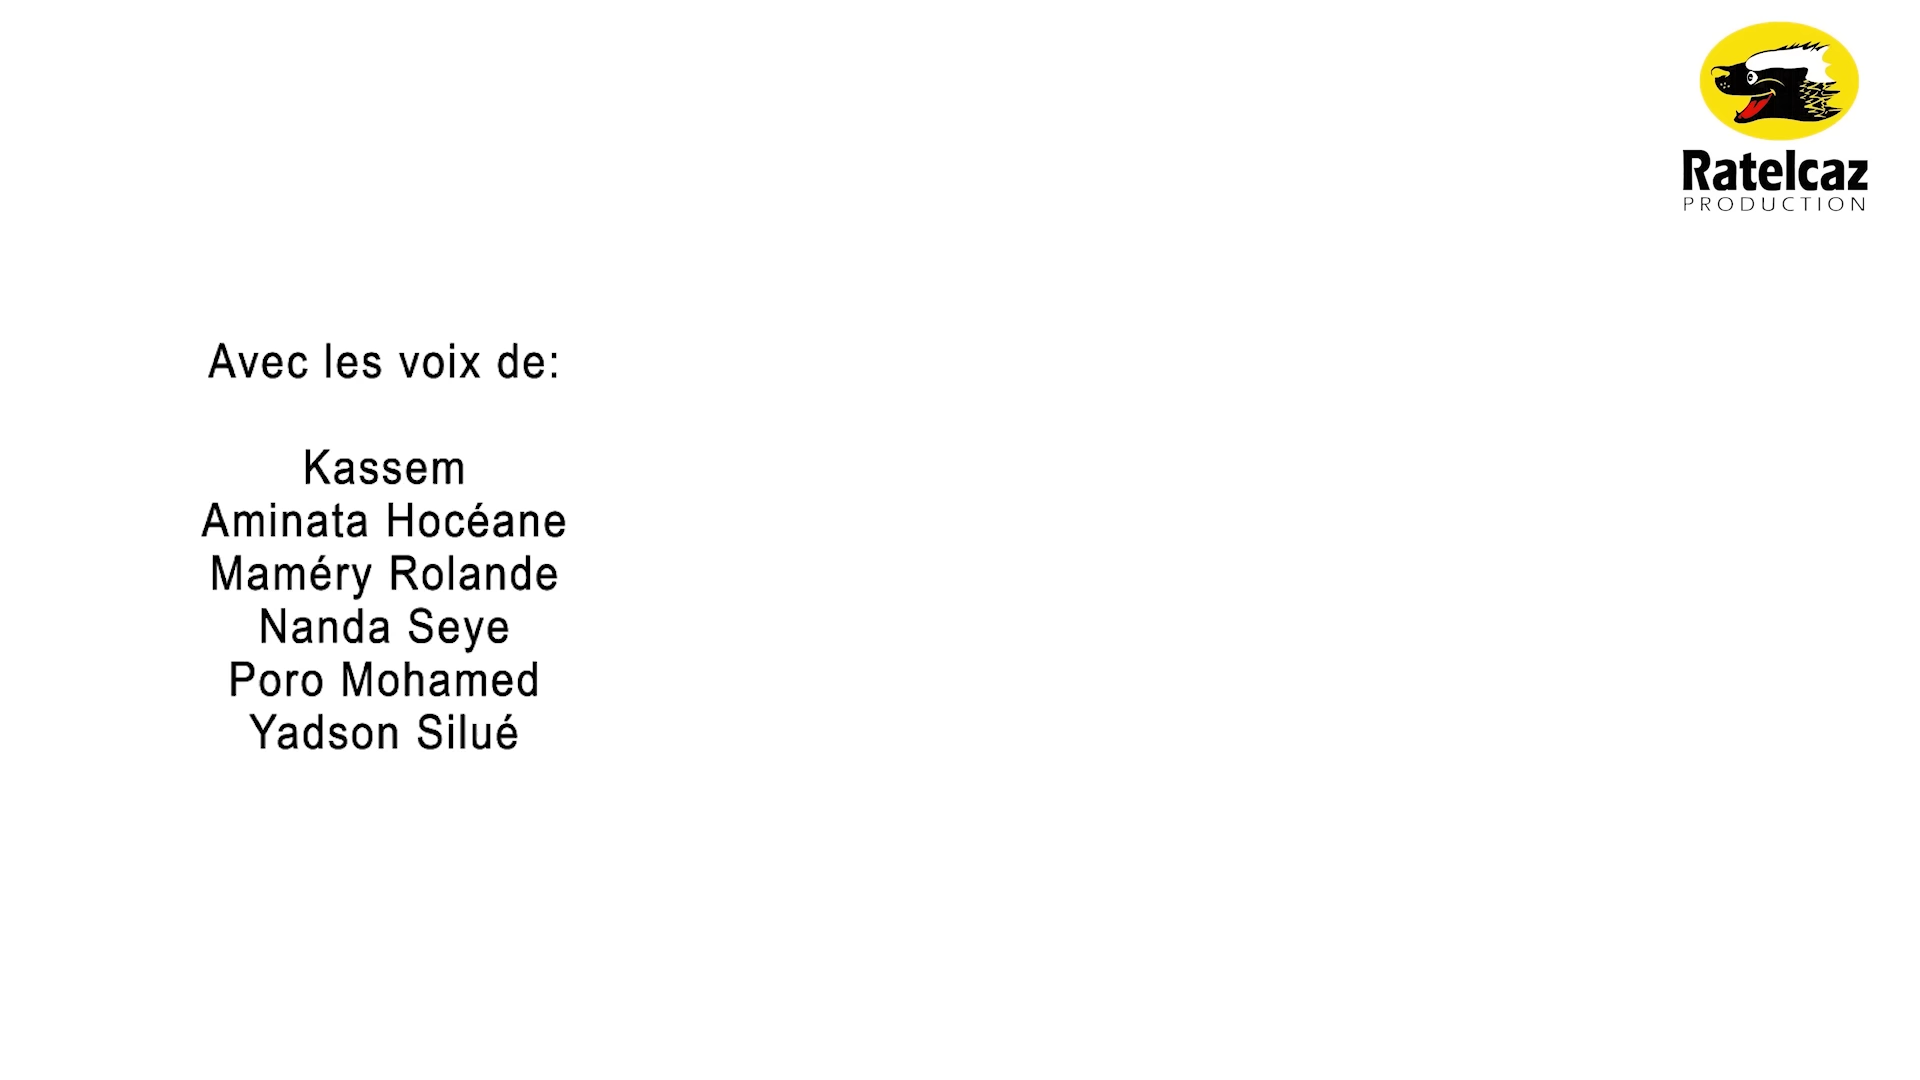 Ratelcaz
PRODUCTION
Avec les voix de:
Kassem
Aminata Hocéane
Maméry Rolande
Nanda Seye
Poro Mohamed
Yadson Silué